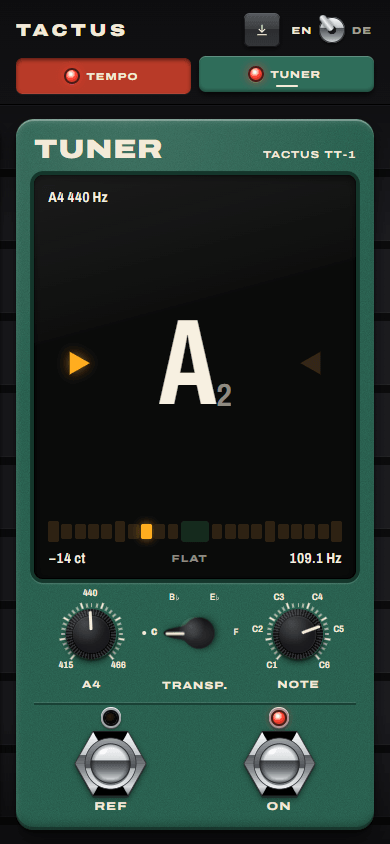 TACTUS
EN DE
TEMPO
TUNER
TUNER
TACTUS TT-1
A4 440 Hz
A2
−14 ct
FLAT
109.1 Hz
440
415
466
A4
B♭
E♭
C
F
TRANSP.
C3
C4
C2
C5
C1
C6
NOTE
REF
ON